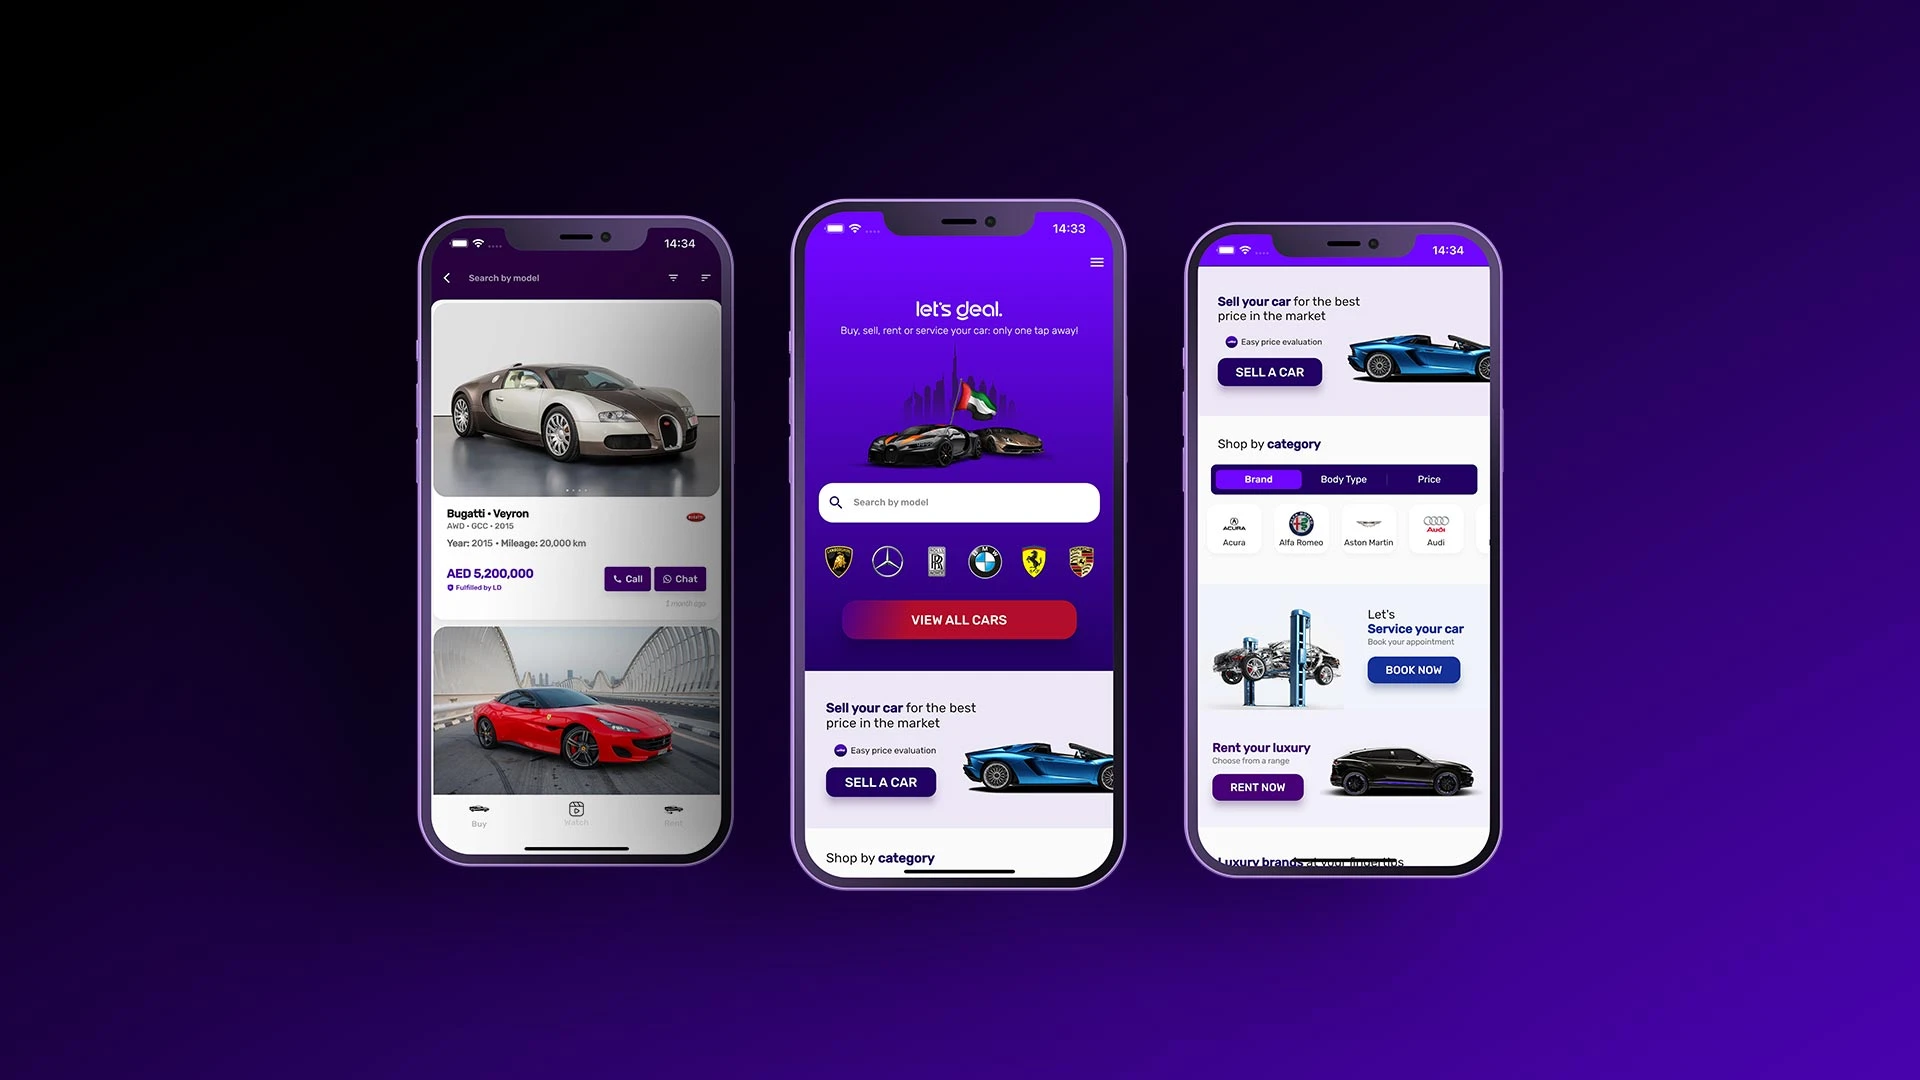 14:34
Search by model
Bugatti • Veyron
AWD • GCC • 2015
Year: 2015 • Mileage: 20,000 km
AED 5,200,000
Fulfilled by LD
Call
Chat
1 month ago
Buy
Watch
Rent
14:33
let's deal.
Buy, sell, rent or service your car: only one tap away!
Search by model
VIEW ALL CARS
Sell your car for the best
price in the market
Easy price evaluation
SELL A CAR
Shop by category
14:34
Sell your car for the best
price in the market
Easy price evaluation
SELL A CAR
Shop by category
Brand
Body Type
Price
ACURA
Audi
Acura
Alfa Romeo
Aston Martin
Audi
Let's
Service your car
Book your appointment
BOOK NOW
Rent your luxury
Choose from a range
RENT NOW
Luxury brands at your fingertips